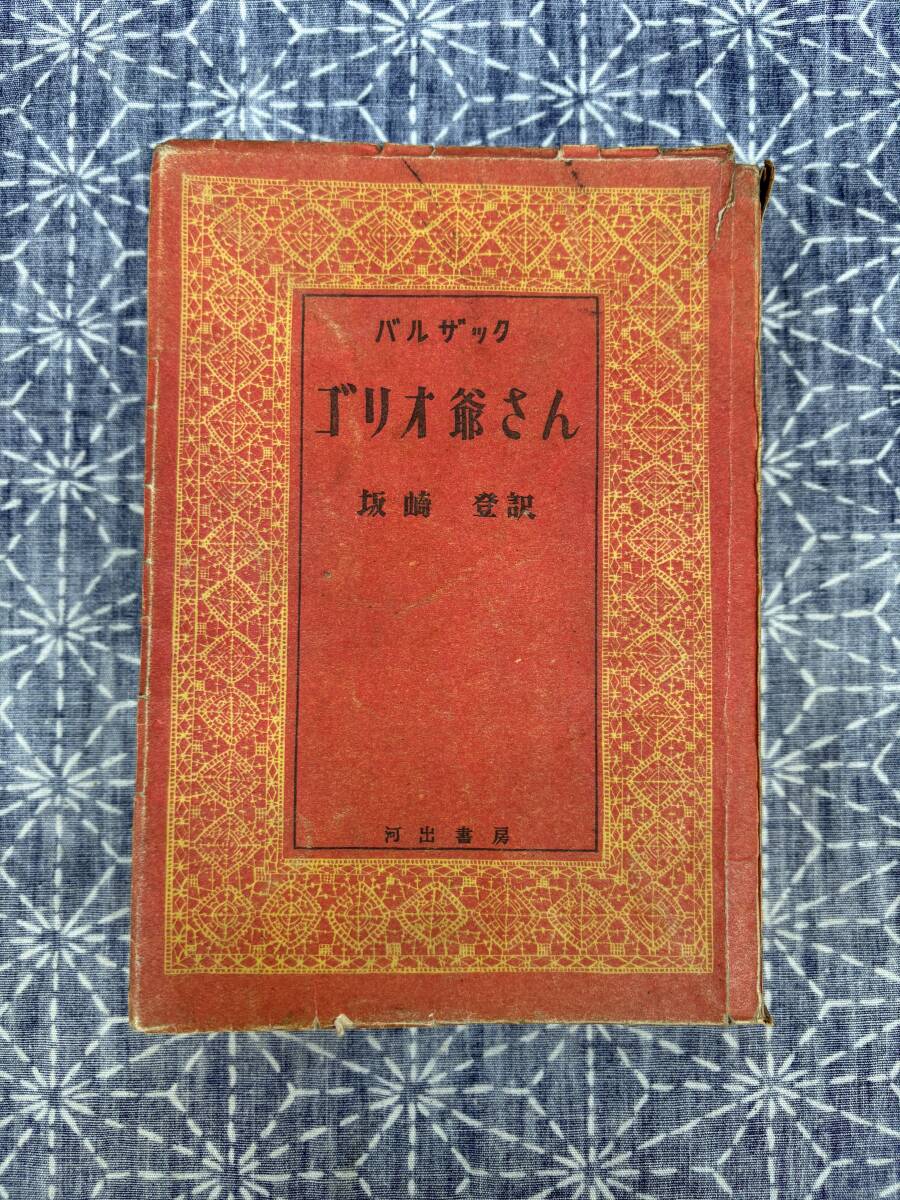 バルザック
ゴリオ爺さん
坂崎 登訳
河出書房